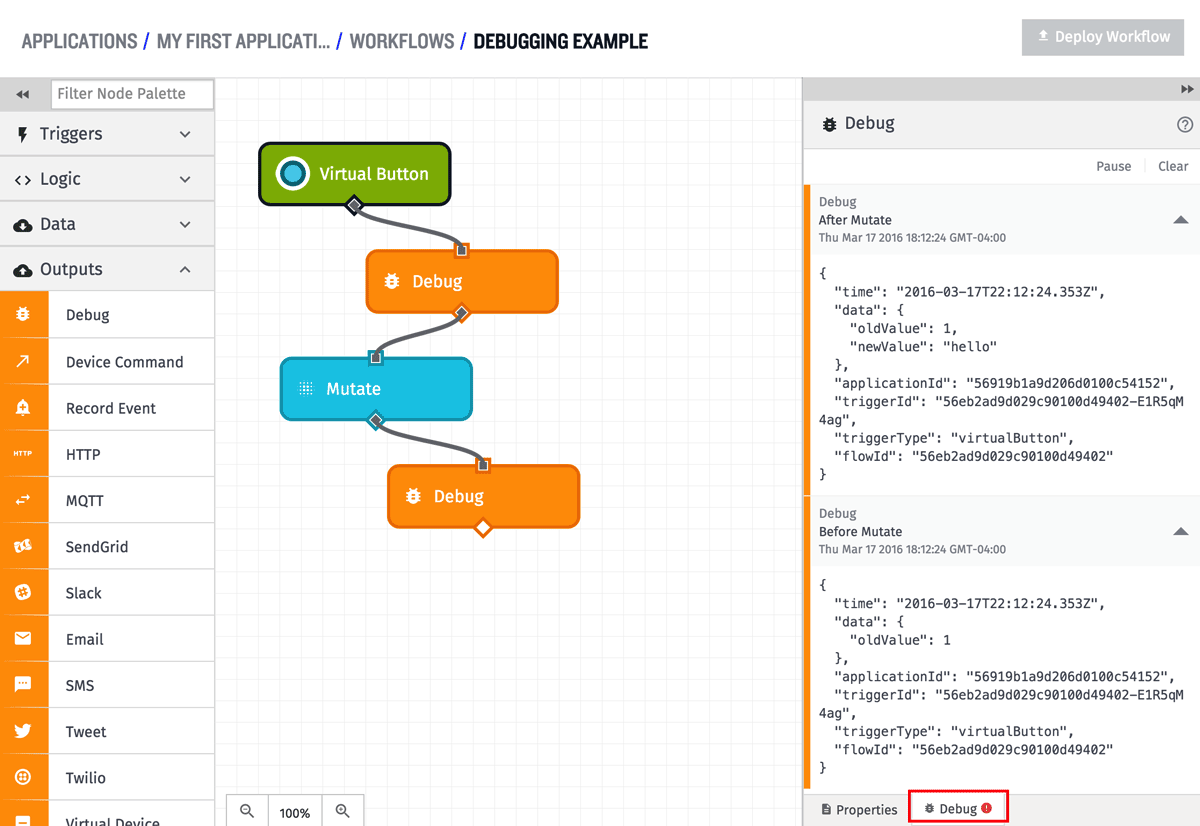 APPLICATIONS / MY FIRST APPLICATI... / WORKFLOWS / DEBUGGING EXAMPLE
Deploy Workflow
Filter Node Palette
Triggers
Logic
Data
Outputs
Debug
Device Command
Record Event
HTTP
HTTP
MQTT
SendGrid
Slack
Email
SMS
Tweet
Twilio
Virtual Device
Virtual Button
Debug
Mutate
Debug
100%
Debug
Pause
Clear
Debug
After Mutate
Thu Mar 17 2016 18:12:24 GMT-04:00
{
"time": "2016-03-17T22:12:24.353Z",
"data": {
"oldValue": 1,
"newValue": "hello"
},
"applicationId": "56919b1a9d206d0100c54152",
"triggerId": "56eb2ad9d029c90100d49402-E1R5qM
4ag",
"triggerType": "virtualButton",
"flowId": "56eb2ad9d029c90100d49402"
}
Debug
Before Mutate
Thu Mar 17 2016 18:12:24 GMT-04:00
{
"time": "2016-03-17T22:12:24.353Z",
"data": {
"oldValue": 1
},
"applicationId": "56919b1a9d206d0100c54152",
"triggerId": "56eb2ad9d029c90100d49402-E1R5qM
4ag",
"triggerType": "virtualButton",
"flowId": "56eb2ad9d029c90100d49402"
}
Properties
Debug